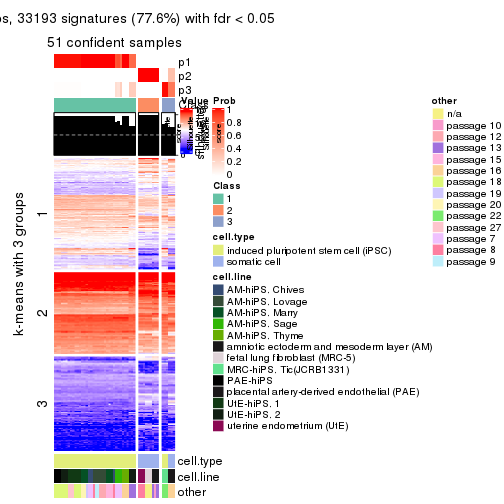 ps, 33193 signatures (77.6%) with fdr < 0.05
51 confident samples
p1
p2
p3
Class
k-means with 3 groups
1
2
3
cell.type
cell.line
other
Value
Prob
1
0.8
0.6
0.4
0.2
0
Class
1
2
3
cell.type
induced pluripotent stem cell (iPSC)
somatic cell
cell.line
AM-hiPS. Chives
AM-hiPS. Lovage
AM-hiPS. Marry
AM-hiPS. Sage
AM-hiPS. Thyme
amniotic ectoderm and mesoderm layer (AM)
fetal lung fibroblast (MRC-5)
MRC-hiPS. Tic(JCRB1331)
PAE-hiPS
placental artery-derived endothelial (PAE)
UtE-hiPS. 1
UtE-hiPS. 2
uterine endometrium (UtE)
other
n/a
passage 10
passage 12
passage 13
passage 15
passage 16
passage 18
passage 19
passage 20
passage 22
passage 27
passage 7
passage 8
passage 9